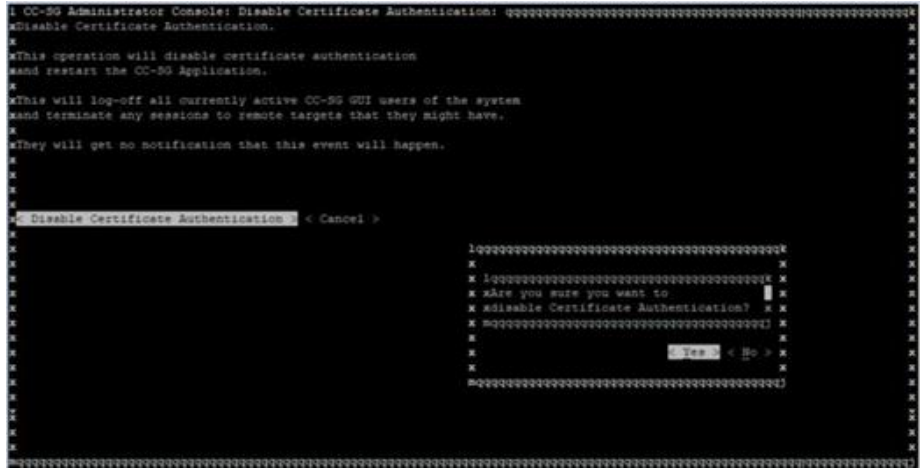 CC-SG Administrator Console: Disable Certificate Authentication:
Disable Certificate Authentication.
This operation will disable certificate authentication
and restart the CC-SG Application.
This will log-off all currently active CC-SG GUI users of the system
and terminate any sessions to remote targets that they might have.
They will get no notification that this event will happen.
< Disable Certificate Authentication > < Cancel >
Are you sure you want to
disable Certificate Authentication?
< Yes > < No >